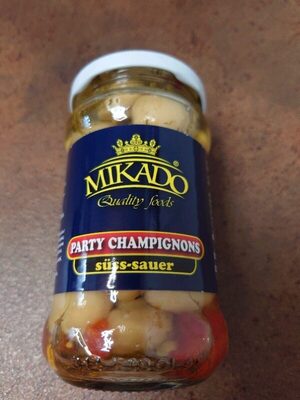 MIKADO®
Quality foods
PARTY CHAMPIGNONS
süss-sauer